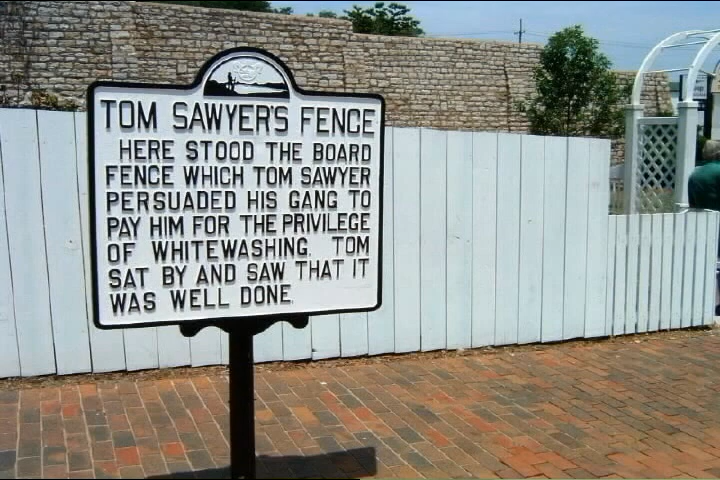 TOM SAWYER'S FENCE
HERE STOOD THE BOARD
FENCE WHICH TOM SAWYER
PERSUADED HIS GANG TO
PAY HIM FOR THE PRIVILEGE
OF WHITEWASHING. TOM
SAT BY AND SAW THAT IT
WAS WELL DONE.